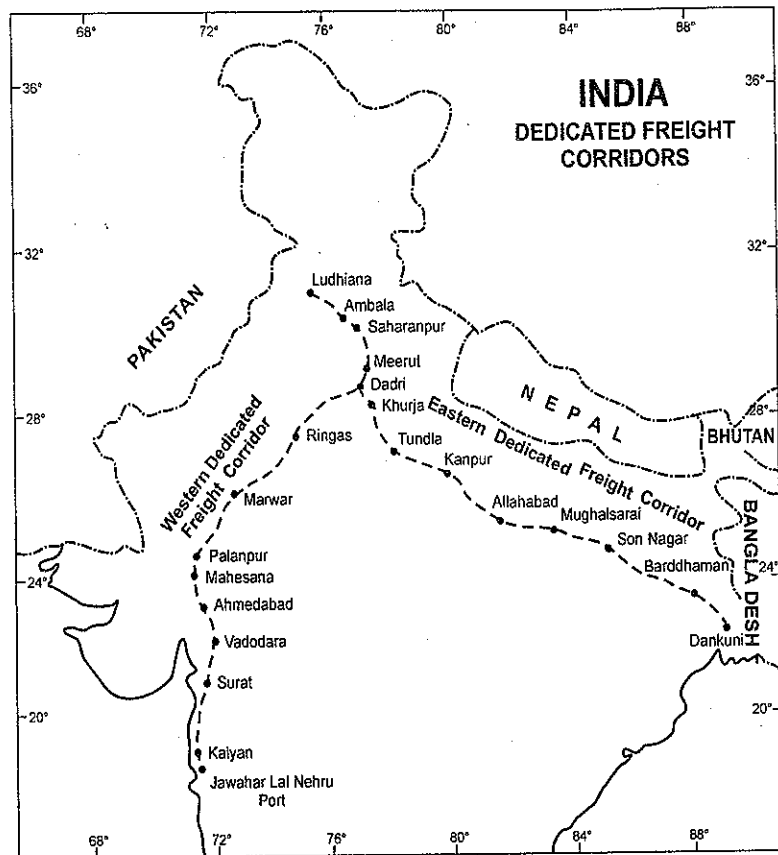 68°
72°
76°
80°
84°
88°
36°
36°
INDIA
DEDICATED FREIGHT
CORRIDORS
32°
32°
PAKISTAN
Ludhiana
Ambala
Saharanpur
Meerut
Dadri
Khurja
28°
28°
NEPAL
BHUTAN
Western Dedicated
Freight Corridor
Eastern Dedicated Freight Corridor
Ringas
Tundla
Kanpur
Marwar
Allahabad
Mughalsarai
Son Nagar
BANGLA DESH
Palanpur
Mahesana
24°
24°
Barddhaman
Ahmedabad
Vadodara
Dankuni
Surat
20°
20°
Kalyan
Jawahar Lal Nehru
Port
68°
72°
76°
80°
84°
88°